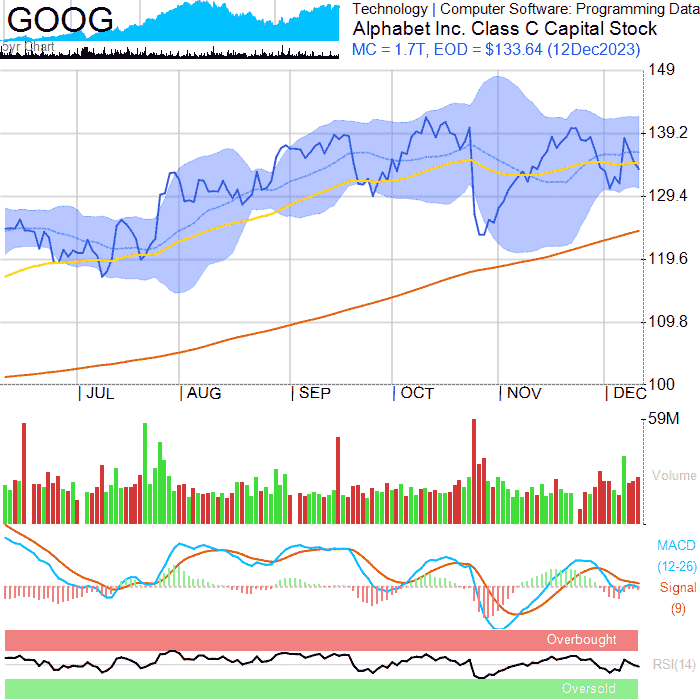 GOOG
Technology | Computer Software: Programming Data
Alphabet Inc. Class C Capital Stock
MC = 1.7T, EOD = $133.64 (12Dec2023)
Chart
149
139.2
129.4
119.6
109.8
100
| JUL | AUG | SEP | OCT | NOV | DEC
59M
Volume
MACD
(12-26)
Signal
(9)
Overbought
RSI(14)
Oversold